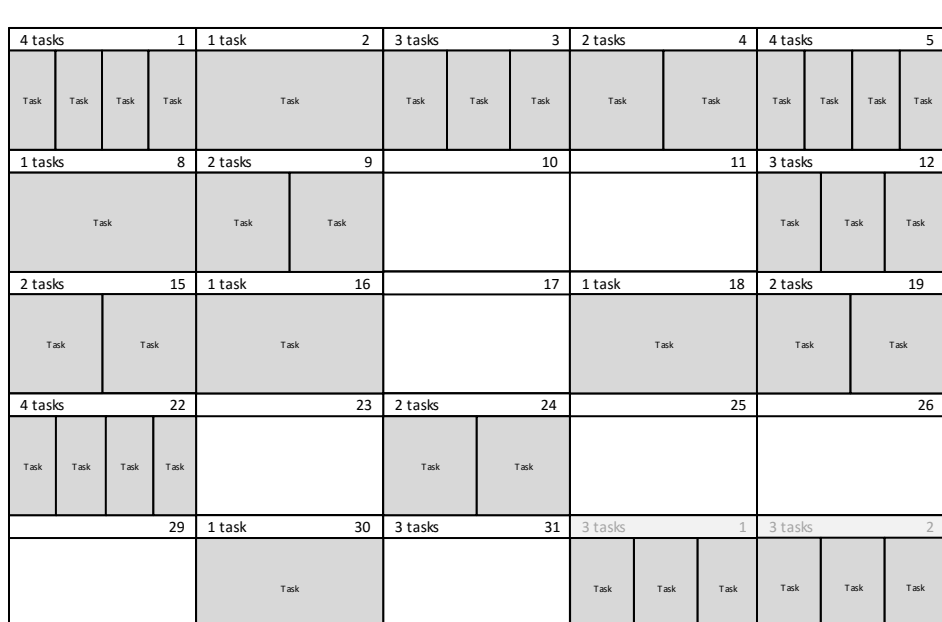 4 tasks 1 1 task 2 3 tasks 3 2 tasks 4 4 tasks 5
Task Task Task Task Task Task Task Task Task Task Task Task Task Task
1 tasks 8 2 tasks 9 10 11 3 tasks 12
Task Task Task Task Task Task
2 tasks 15 1 task 16 17 1 task 18 2 tasks 19
Task Task Task Task Task Task
4 tasks 22 23 2 tasks 24 25 26
Task Task Task Task Task Task
29 1 task 30 3 tasks 31 3 tasks 1 3 tasks 2
Task Task Task Task Task Task Task